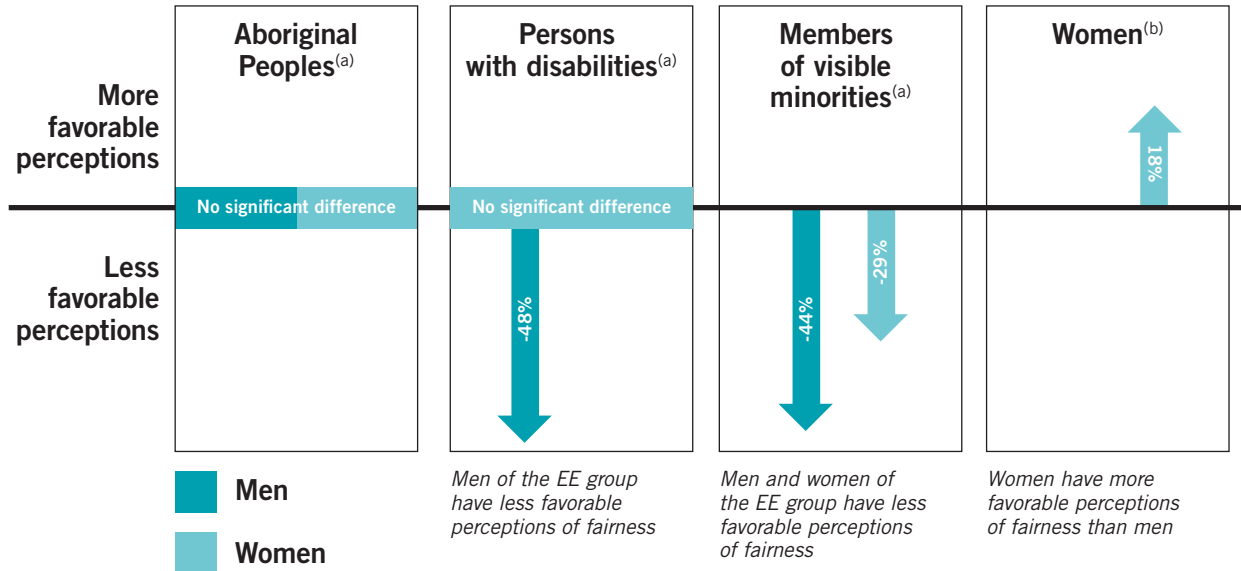 Aboriginal
Peoples(a)
Persons
with disabilities(a)
Members
of visible
minorities(a)
Women(b)
More
favorable
perceptions
18%
No significant difference
No significant difference
Less
favorable
perceptions
-48%
-44%
-29%
Men
Women
Men of the EE group
have less favorable
perceptions of fairness
Men and women of
the EE group have less
favorable perceptions
of fairness
Women have more
favorable perceptions
of fairness than men